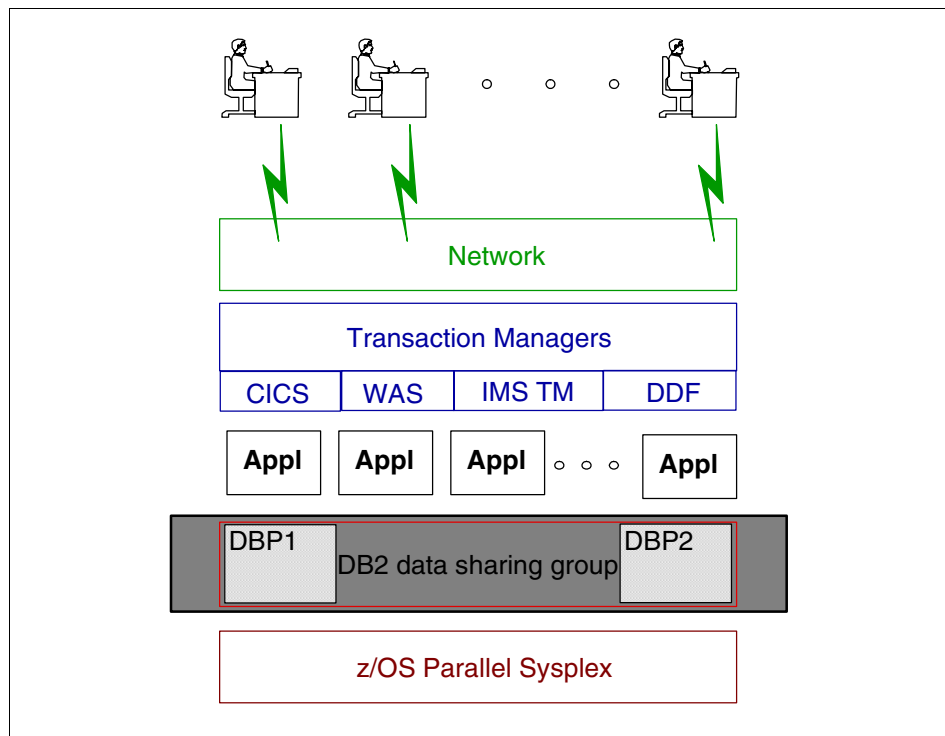 Network
Transaction Managers
CICS WAS IMS TM DDF
Appl Appl Appl Appl
DBP1 DB2 data sharing group DBP2
z/OS Parallel Sysplex